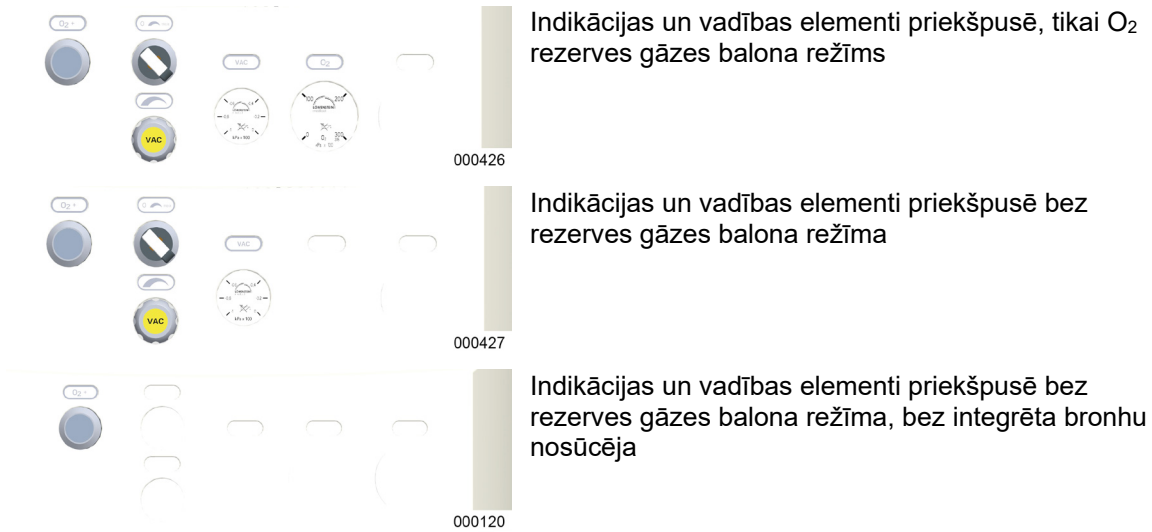 O₂+
VAC
O₂
VAC
000426
Indikācijas un vadības elementi priekšpusē, tikai O₂
rezerves gāzes balona režīms
O₂+
VAC
VAC
000427
Indikācijas un vadības elementi priekšpusē bez
rezerves gāzes balona režīma
O₂+
000120
Indikācijas un vadības elementi priekšpusē bez
rezerves gāzes balona režīma, bez integrēta bronhu
nosūcēja